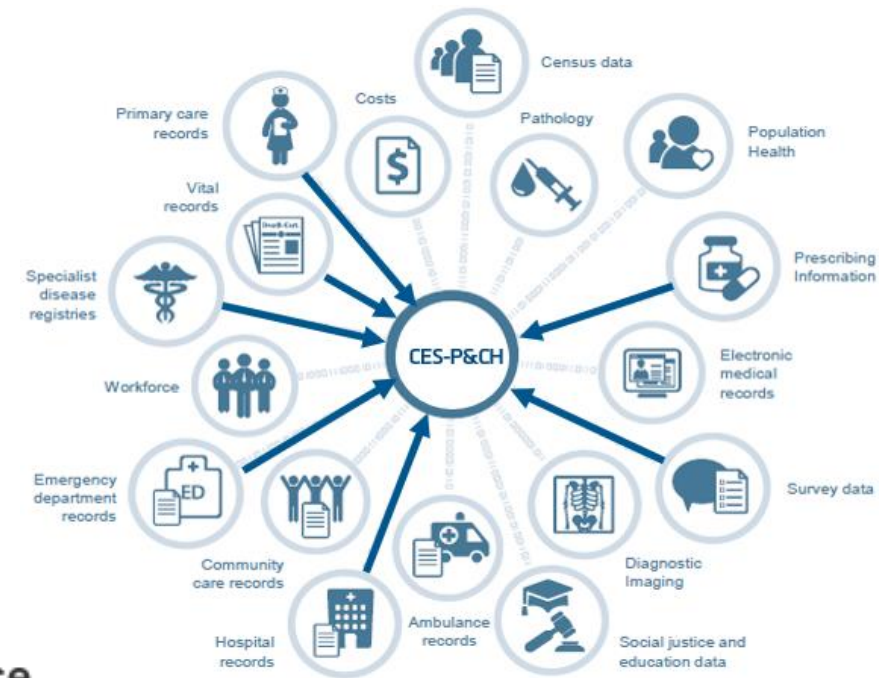 Census data
Costs
Primary care
records
Pathology
Population
Health
Vital
records
Death Cert.
Specialist
disease
registries
Prescribing
Information
CES-P&CH
Workforce
Electronic
medical
records
Emergency
department
records
ED
Survey data
Community
care records
Diagnostic
Imaging
Hospital
records
Ambulance
records
Social justice and
education data